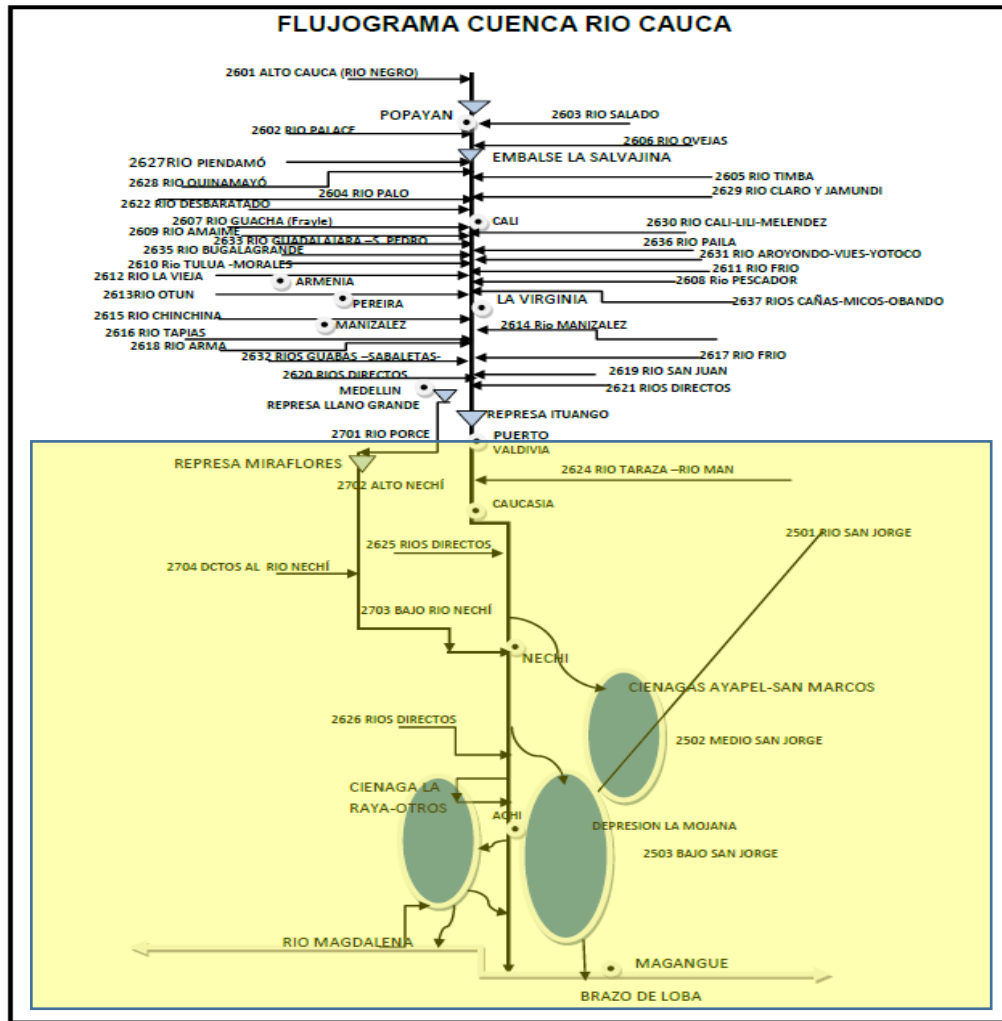 FLUJOGRAMA CUENCA RIO CAUCA
2601 ALTO CAUCA (RIO NEGRO)
POPAYAN
2603 RIO SALADO
2602 RIO PALACE
2606 RIO OVEJAS
EMBALSE LA SALVAJINA
2627RIO PIENDAMÓ
2605 RIO TIMBA
2628 RIO QUINAMAYÓ
2604 RIO PALO
2629 RIO CLARO Y JAMUNDI
2622 RIO DESBARATADO
2607 RIO GUACHA (Frayle)
CALI
2630 RIO CALI-LILI-MELENDEZ
2609 RIO AMAIME
2633 RIO GUADALAJARA –S. PEDRO
2636 RIO PAILA
2635 RIO BUGALAGRANDE
2631 RIO AROYONDO-VIJES-YOTOCO
2610 Rio TULUA -MORALES
2611 RIO FRIO
2612 RIO LA VIEJA
ARMENIA
2608 Rio PESCADOR
2613RIO OTUN
PEREIRA
LA VIRGINIA
2637 RIOS CAÑAS-MICOS-OBANDO
2615 RIO CHINCHINA
MANIZALEZ
2614 Rio MANIZALEZ
2616 RIO TAPIAS
2618 RIO ARMA
2632 RIOS GUABAS –SABALETAS-
2617 RIO FRIO
2620 RIOS DIRECTOS
2619 RIO SAN JUAN
MEDELLIN
2621 RIOS DIRECTOS
REPRESA LLANO GRANDE
REPRESA ITUANGO
2701 RIO PORCE
PUERTO
VALDIVIA
REPRESA MIRAFLORES
2624 RIO TARAZA –RIO MAN
2702 ALTO NECHÍ
CAUCASIA
2501 RIO SAN JORGE
2625 RIOS DIRECTOS
2704 DCTOS AL RIO NECHÍ
2703 BAJO RIO NECHÍ
NECHI
CIENAGAS AYAPEL-SAN MARCOS
2626 RIOS DIRECTOS
2502 MEDIO SAN JORGE
CIENAGA LA
RAYA-OTROS
ACHI
DEPRESION LA MOJANA
2503 BAJO SAN JORGE
RIO MAGDALENA
MAGANGUE
BRAZO DE LOBA